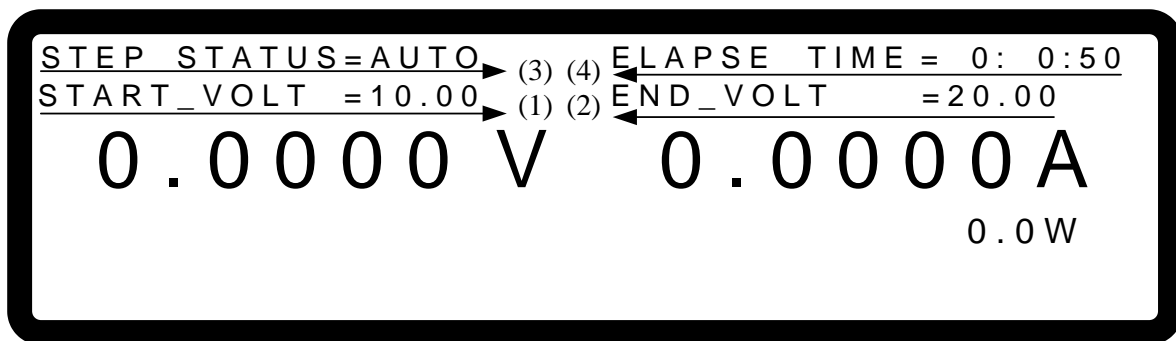 STEP STATUS=AUTO (3) (4) ELAPSE TIME = 0: 0:50
START_VOLT =10.00 (1) (2) END_VOLT =20.00
0.0000 V 0.0000A
0.0W